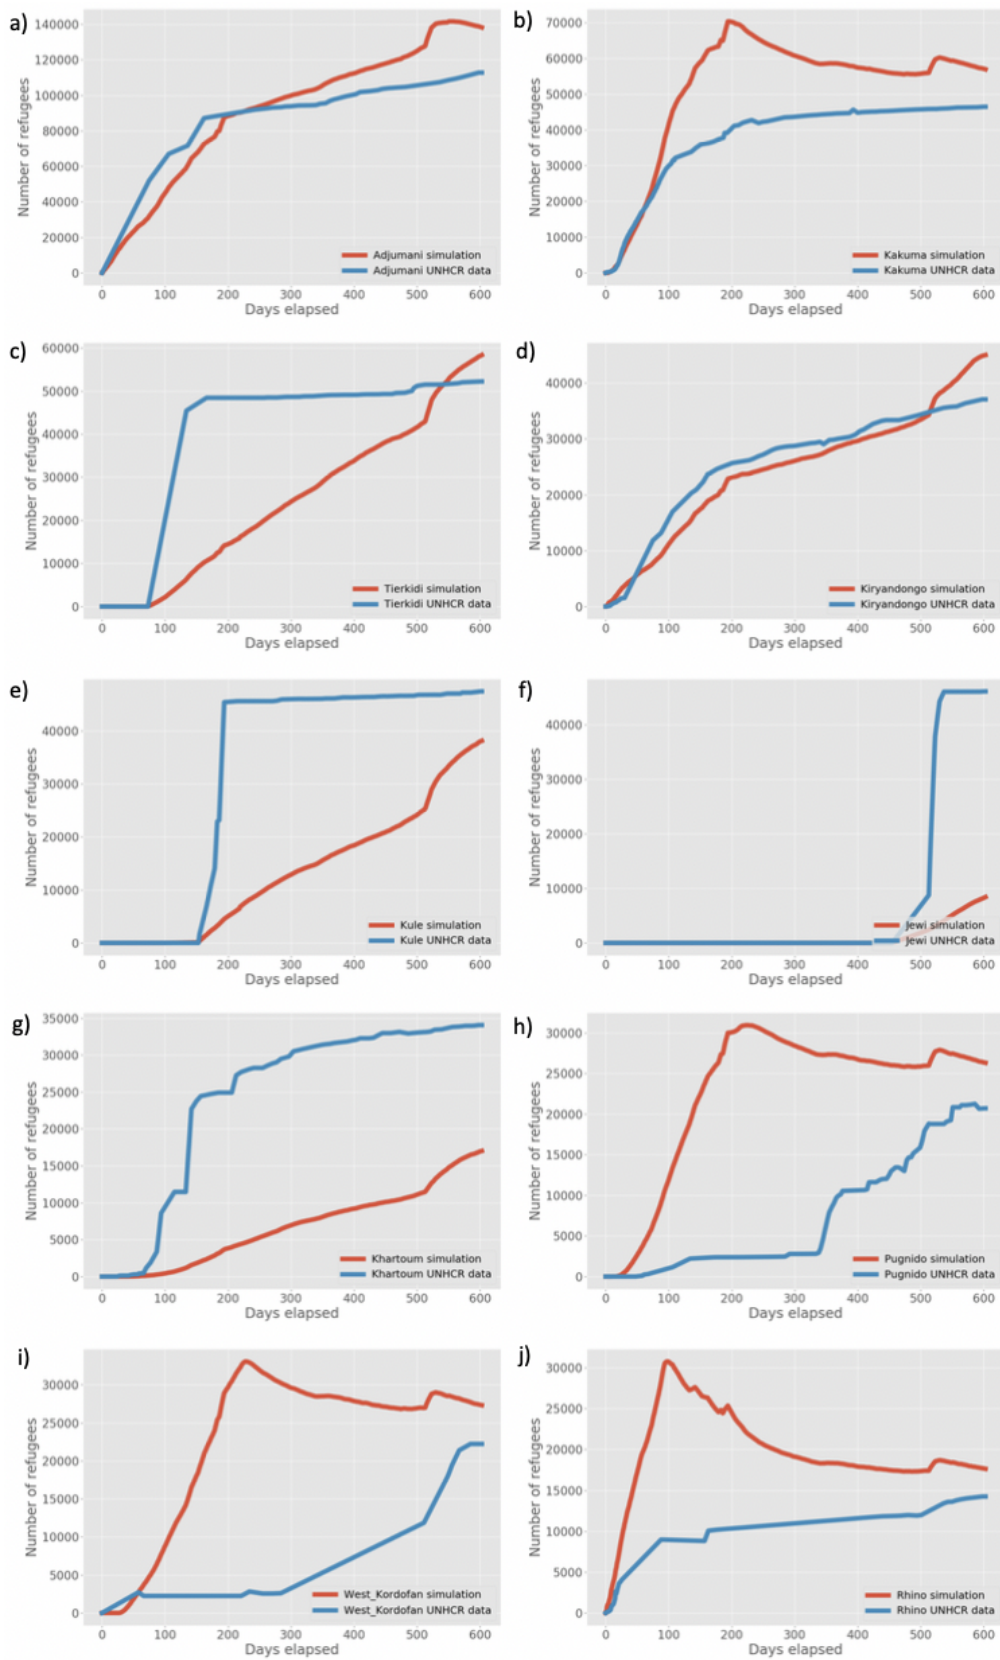 a)
140000
120000
100000
80000
60000
40000
20000
0
Number of refugees
Adjumani simulation
Adjumani UNHCR data
0 100 200 300 400 500 600
Days elapsed
b)
70000
60000
50000
40000
30000
20000
10000
0
Number of refugees
Kakuma simulation
Kakuma UNHCR data
0 100 200 300 400 500 600
Days elapsed
c)
60000
50000
40000
30000
20000
10000
0
Number of refugees
Tierkidi simulation
Tierkidi UNHCR data
0 100 200 300 400 500 600
Days elapsed
d)
40000
30000
20000
10000
0
Number of refugees
Kiryandongo simulation
Kiryandongo UNHCR data
0 100 200 300 400 500 600
Days elapsed
e)
40000
30000
20000
10000
0
Number of refugees
Kule simulation
Kule UNHCR data
0 100 200 300 400 500 600
Days elapsed
f)
40000
30000
20000
10000
0
Number of refugees
Jewi simulation
Jewi UNHCR data
0 100 200 300 400 500 600
Days elapsed
g)
35000
30000
25000
20000
15000
10000
5000
0
Number of refugees
Khartoum simulation
Khartoum UNHCR data
0 100 200 300 400 500 600
Days elapsed
h)
30000
25000
20000
15000
10000
5000
0
Number of refugees
Pugnido simulation
Pugnido UNHCR data
0 100 200 300 400 500 600
Days elapsed
i)
30000
25000
20000
15000
10000
5000
0
Number of refugees
West_Kordofan simulation
West_Kordofan UNHCR data
0 100 200 300 400 500 600
Days elapsed
j)
30000
25000
20000
15000
10000
5000
0
Number of refugees
Rhino simulation
Rhino UNHCR data
0 100 200 300 400 500 600
Days elapsed